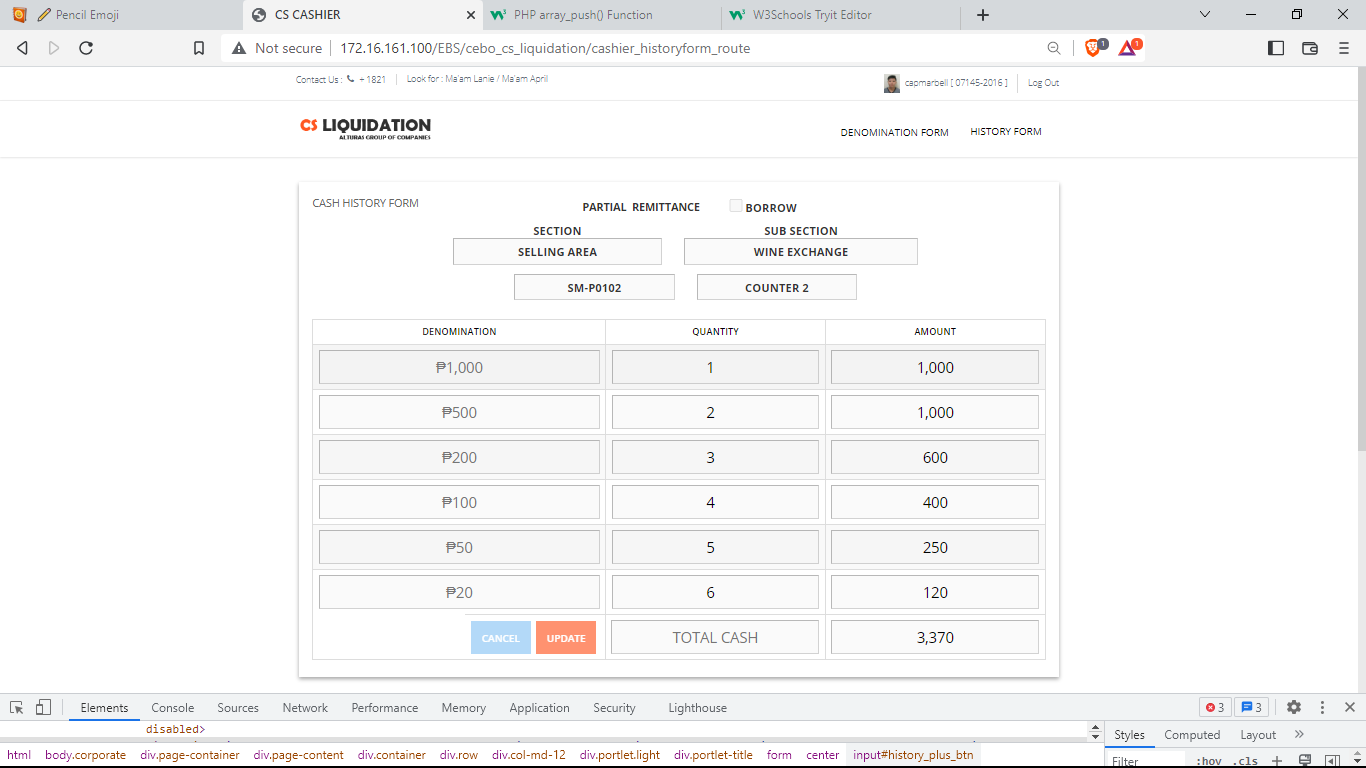 Pencil Emoji
CS CASHIER
PHP array_push() Function
W3Schools Tryit Editor
Not secure
172.16.161.100/EBS/cebo_cs_liquidation/cashier_historyform_route
1
1
Contact Us : + 1821
Look for : Ma'am Lanie / Ma'am April
capmarbell [ 07145-2016 ]
Log Out
CS LIQUIDATION
ALTURAS GROUP OF COMPANIES
DENOMINATION FORM
HISTORY FORM
CASH HISTORY FORM
PARTIAL REMITTANCE
BORROW
SECTION
SUB SECTION
SELLING AREA
WINE EXCHANGE
SM-P0102
COUNTER 2
DENOMINATION QUANTITY AMOUNT
₱1,000 1 1,000
₱500 2 1,000
₱200 3 600
₱100 4 400
₱50 5 250
₱20 6 120
CANCEL UPDATE TOTAL CASH 3,370
Elements Console Sources Network Performance Memory Application Security Lighthouse 3 3
disabled>
Styles Computed Layout »
html body.corporate div.page-container div.page-content div.container div.row div.col-md-12 div.portlet.light div.portlet-title form center input#history_plus_btn
Filter :hov .cls +